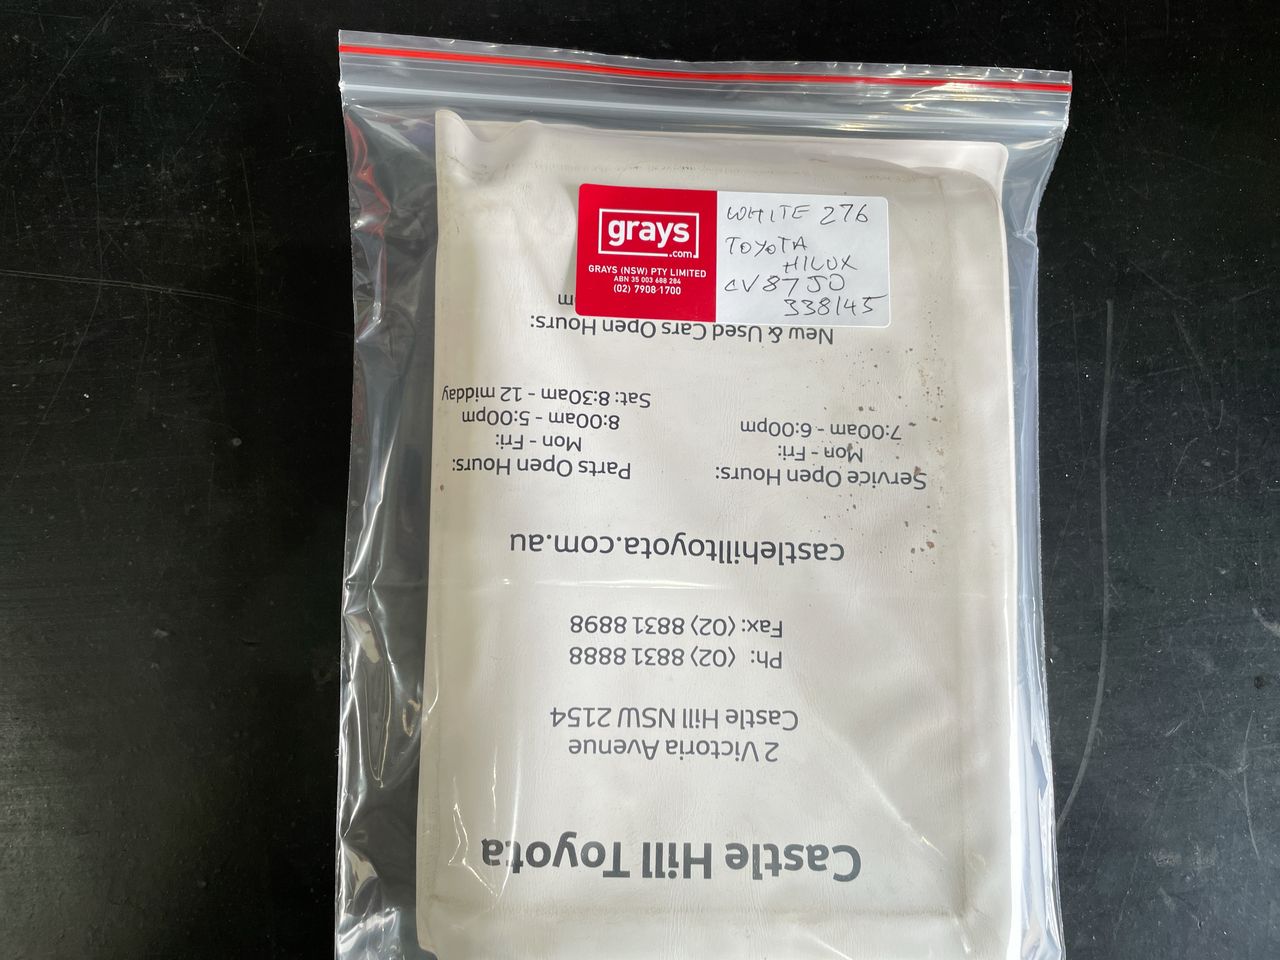 grays
.com
GRAYS (NSW) PTY LIMITED
ABN 35 003 688 284
(02) 7908 1700
WHITE 276
TOYOTA
HILUX
CV87JO
338145
Castle Hill Toyota
2 Victoria Avenue
Castle Hill NSW 2154
Ph: (02) 8831 8888
Fax: (02) 8831 8898
castlehilltoyota.com.au
Service Open Hours:
Mon - Fri:
7:00am - 6:00pm
Parts Open Hours:
Mon - Fri:
8:00am - 5:00pm
Sat: 8:30am - 12 midday
New & Used Cars Open Hours: